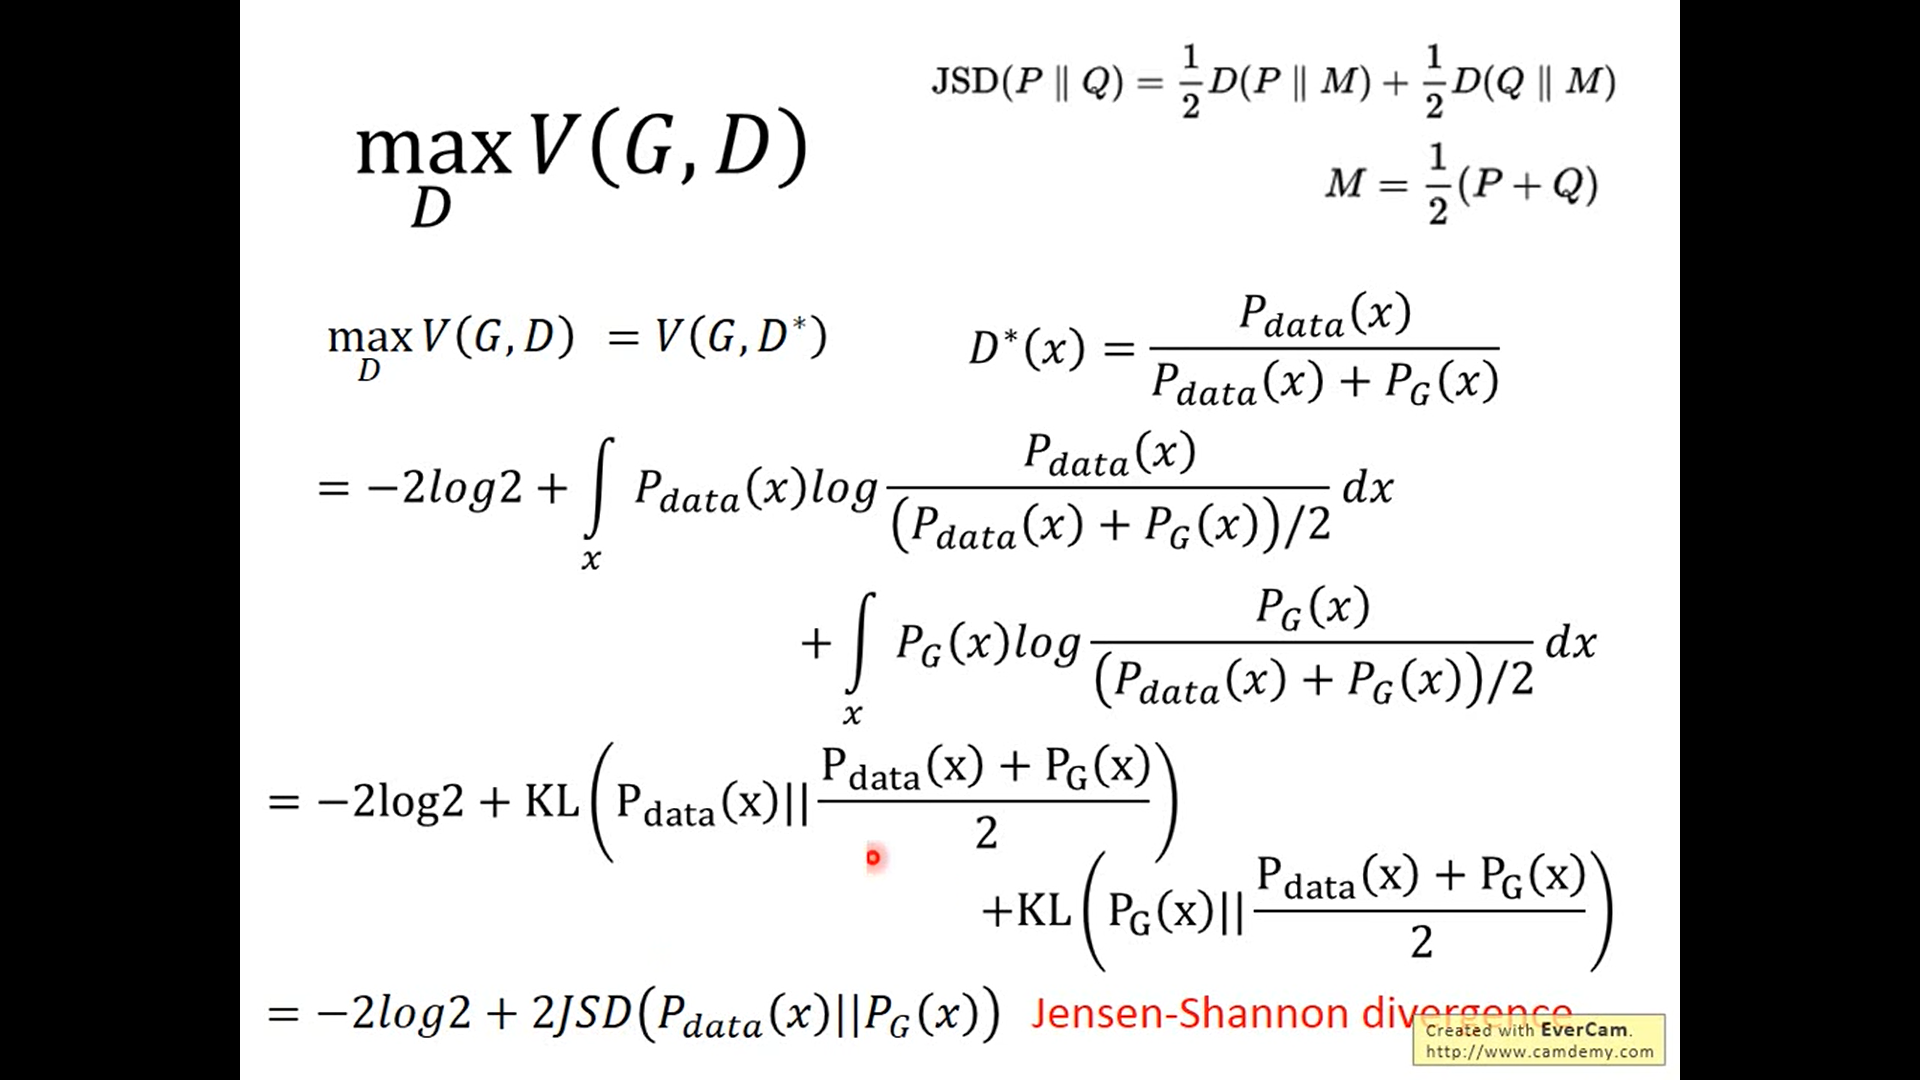 JSD(P ∥ Q) = 1/2 D(P ∥ M) + 1/2 D(Q ∥ M)
max V(G, D)
D
M = 1/2 (P + Q)
max V(G, D) = V(G, D*)
D
D*(x) = P_data(x) / (P_data(x) + P_G(x))
= −2log2 + ∫_x P_data(x)log P_data(x) / ((P_data(x) + P_G(x))/2) dx
+ ∫_x P_G(x)log P_G(x) / ((P_data(x) + P_G(x))/2) dx
= −2log2 + KL(P_data(x)||(P_data(x) + P_G(x))/2)
+KL(P_G(x)||(P_data(x) + P_G(x))/2)
= −2log2 + 2JSD(P_data(x)||P_G(x)) Jensen-Shannon divergence
Created with EverCam.
http://www.camdemy.com